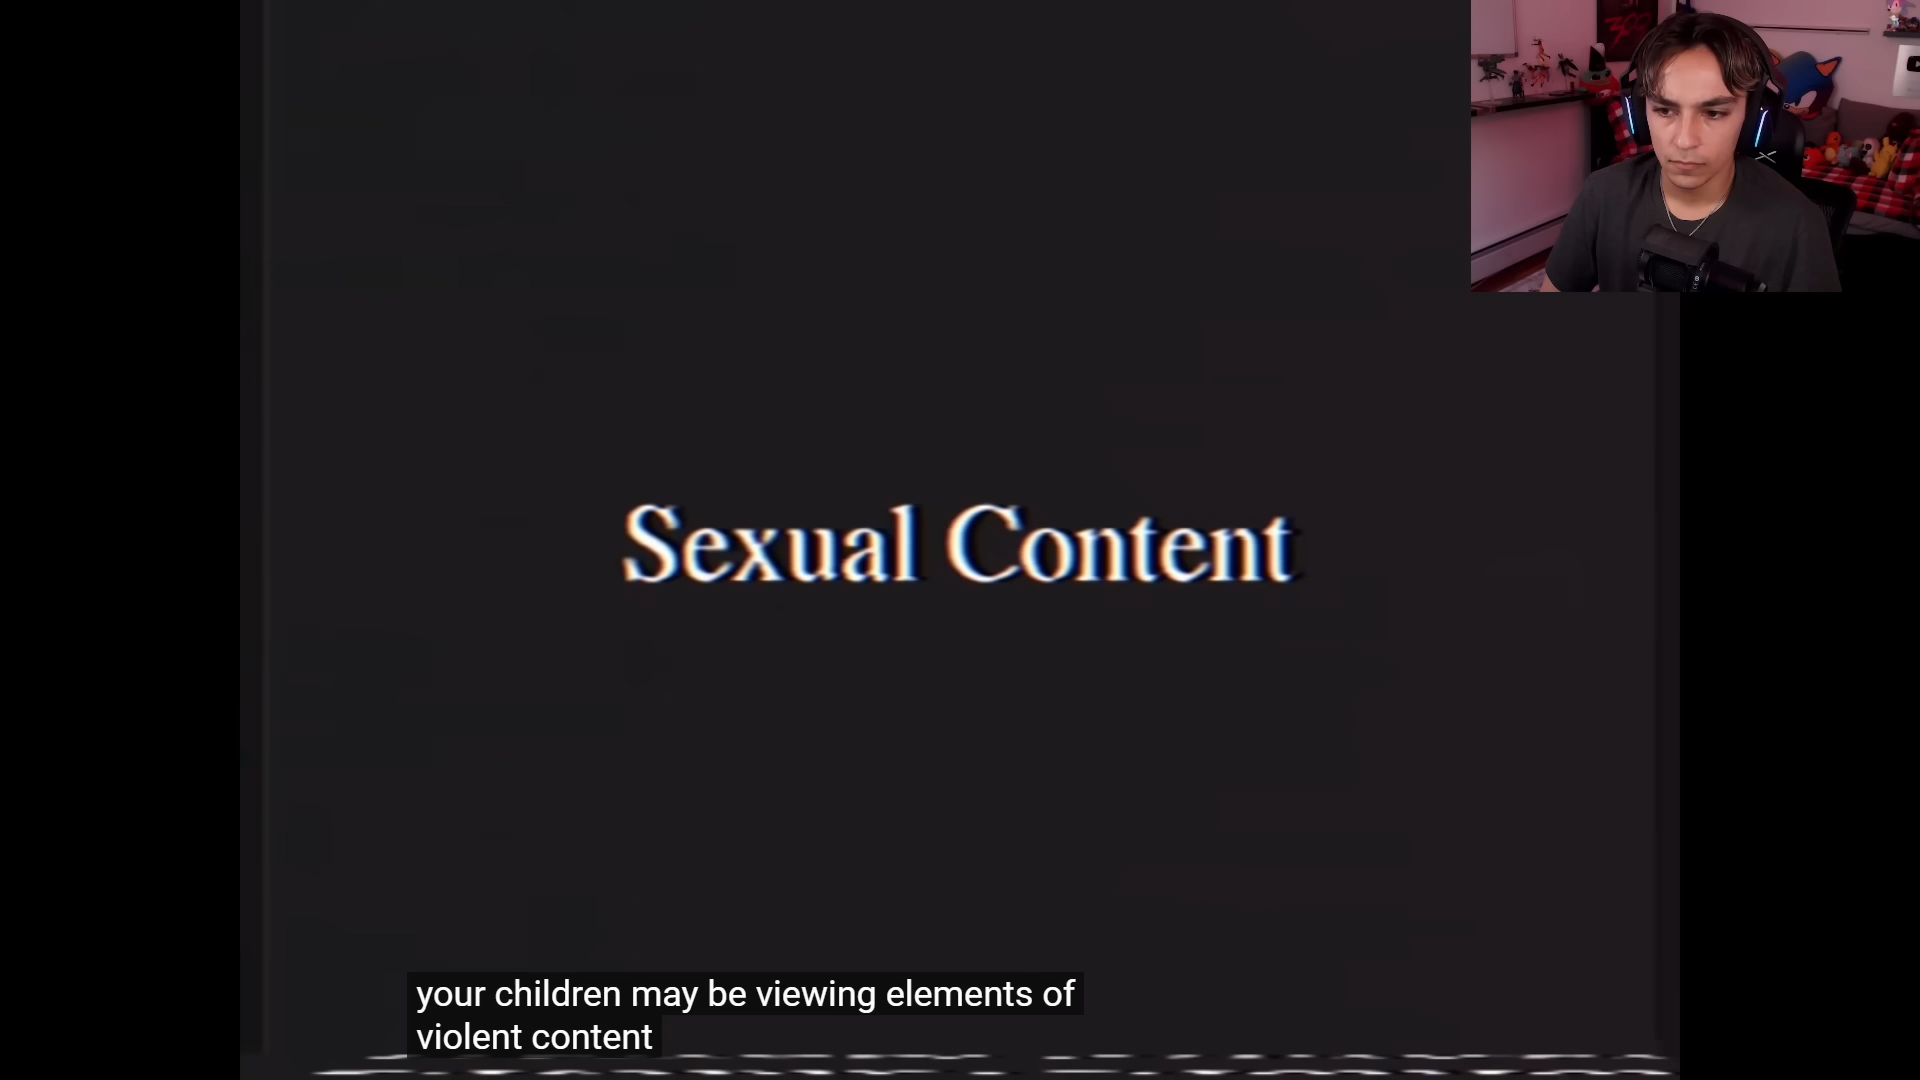 Sexual Content
your children may be viewing elements of
violent content